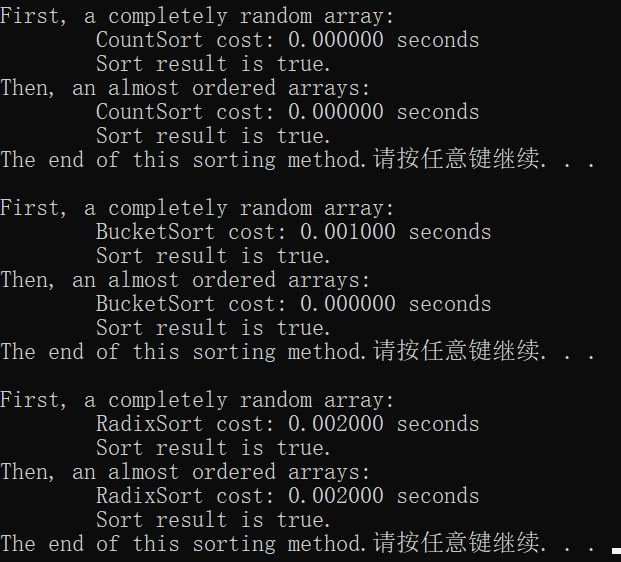 First, a completely random array:
CountSort cost: 0.000000 seconds
Sort result is true.
Then, an almost ordered arrays:
CountSort cost: 0.000000 seconds
Sort result is true.
The end of this sorting method.请按任意键继续. . .
First, a completely random array:
BucketSort cost: 0.001000 seconds
Sort result is true.
Then, an almost ordered arrays:
BucketSort cost: 0.000000 seconds
Sort result is true.
The end of this sorting method.请按任意键继续. . .
First, a completely random array:
RadixSort cost: 0.002000 seconds
Sort result is true.
Then, an almost ordered arrays:
RadixSort cost: 0.002000 seconds
Sort result is true.
The end of this sorting method.请按任意键继续. . .